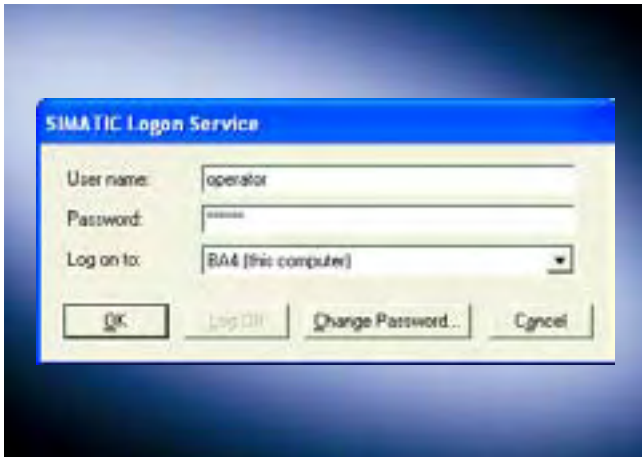 SIMATIC Logon Service
User name: operator
Password: ******
Log on to: BA4 (this computer)
OK Log Off Change Password... Cancel